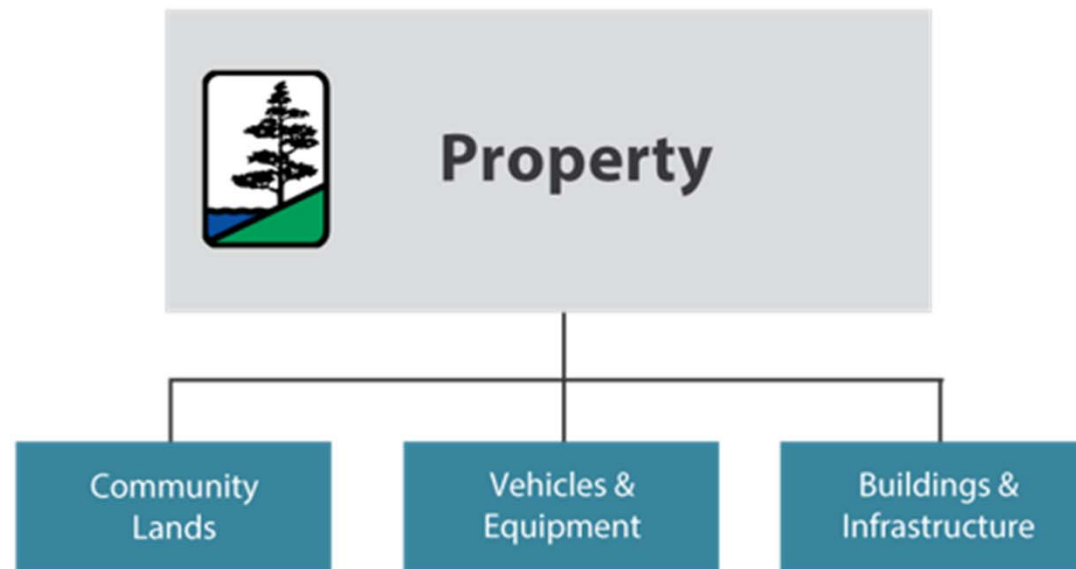 Property
Community
Lands
Vehicles &
Equipment
Buildings &
Infrastructure